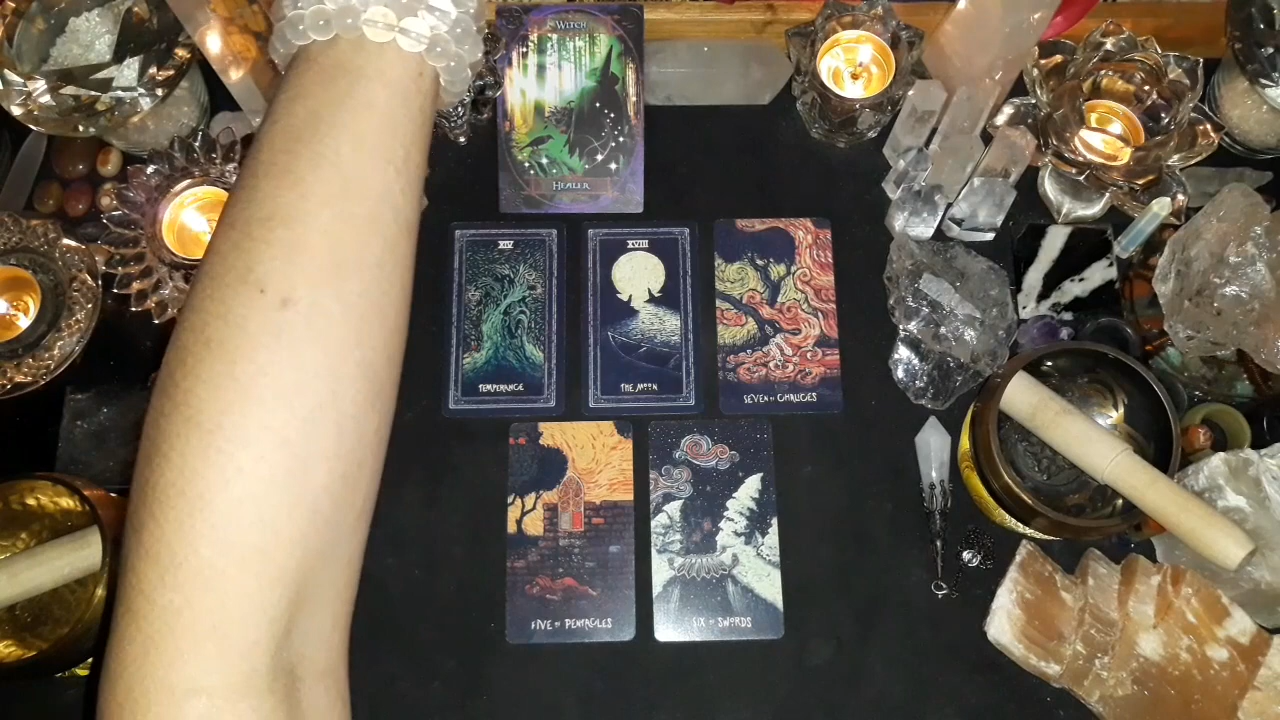 WITCH
HEALER
XIV
TEMPERANCE
XVIII
THE MOON
SEVEN OF CHALICES
FIVE OF PENTACLES
SIX OF SWORDS